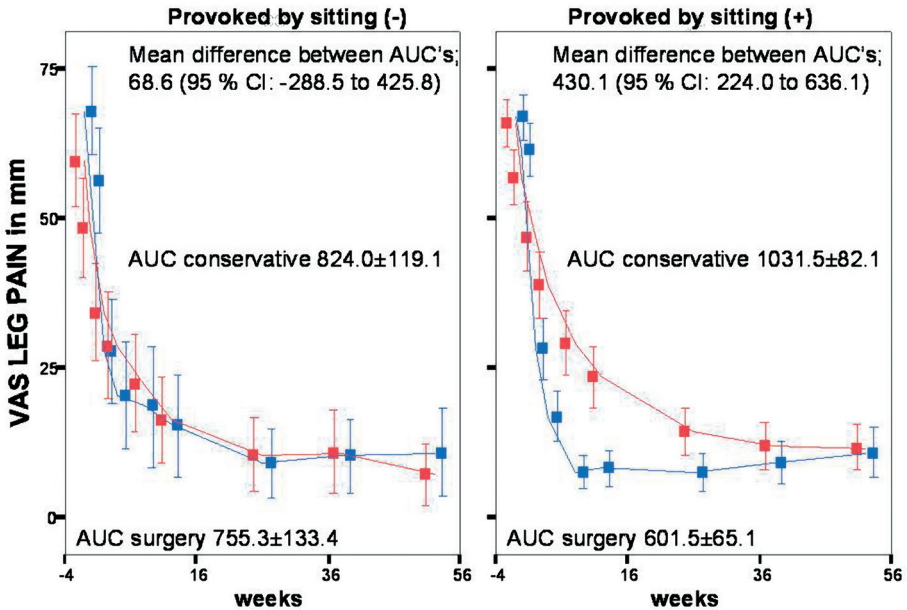 Provoked by sitting (-)
Mean difference between AUC's;
68.6 (95 % CI: -288.5 to 425.8)
AUC conservative 824.0±119.1
AUC surgery 755.3±133.4
Provoked by sitting (+)
Mean difference between AUC's;
430.1 (95 % CI: 224.0 to 636.1)
AUC conservative 1031.5±82.1
AUC surgery 601.5±65.1
VAS LEG PAIN in mm
75
50
25
0
-4 16 36 56
weeks
-4 16 36 56
weeks